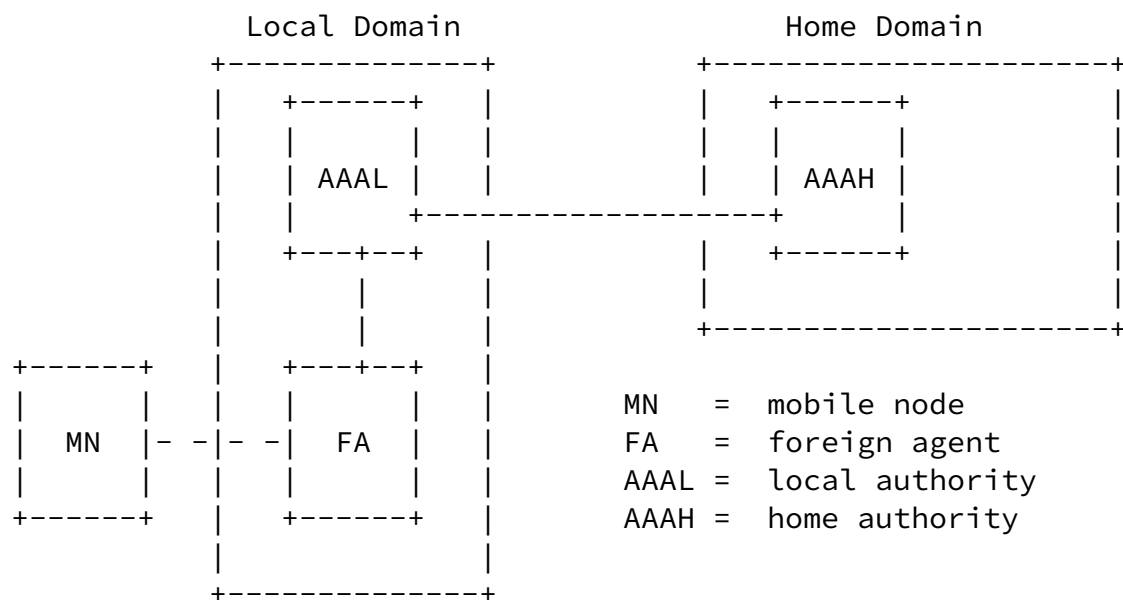 Local Domain Home Domain
AAAL AAAH
MN FA
MN = mobile node
FA = foreign agent
AAAL = local authority
AAAH = home authority